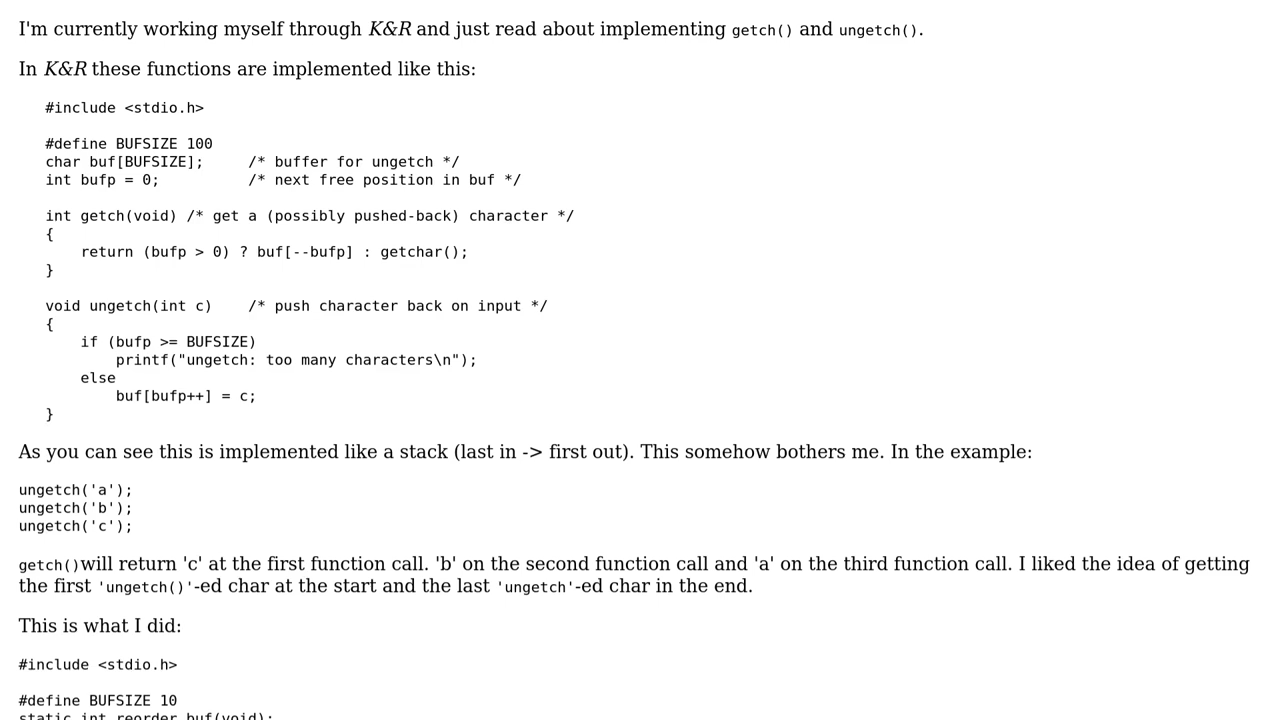 I'm currently working myself through K&R and just read about implementing getch() and ungetch().
In K&R these functions are implemented like this:
#include <stdio.h>
#define BUFSIZE 100
char buf[BUFSIZE];     /* buffer for ungetch */
int bufp = 0;          /* next free position in buf */
int getch(void) /* get a (possibly pushed-back) character */
{
    return (bufp > 0) ? buf[--bufp] : getchar();
}
void ungetch(int c)    /* push character back on input */
{
    if (bufp >= BUFSIZE)
        printf("ungetch: too many characters\n");
    else
        buf[bufp++] = c;
}
As you can see this is implemented like a stack (last in -> first out). This somehow bothers me. In the example:
ungetch('a');
ungetch('b');
ungetch('c');
getch()will return 'c' at the first function call. 'b' on the second function call and 'a' on the third function call. I liked the idea of getting
the first 'ungetch()'-ed char at the start and the last 'ungetch'-ed char in the end.
This is what I did:
#include <stdio.h>
#define BUFSIZE 10
static int reorder_buf(void);